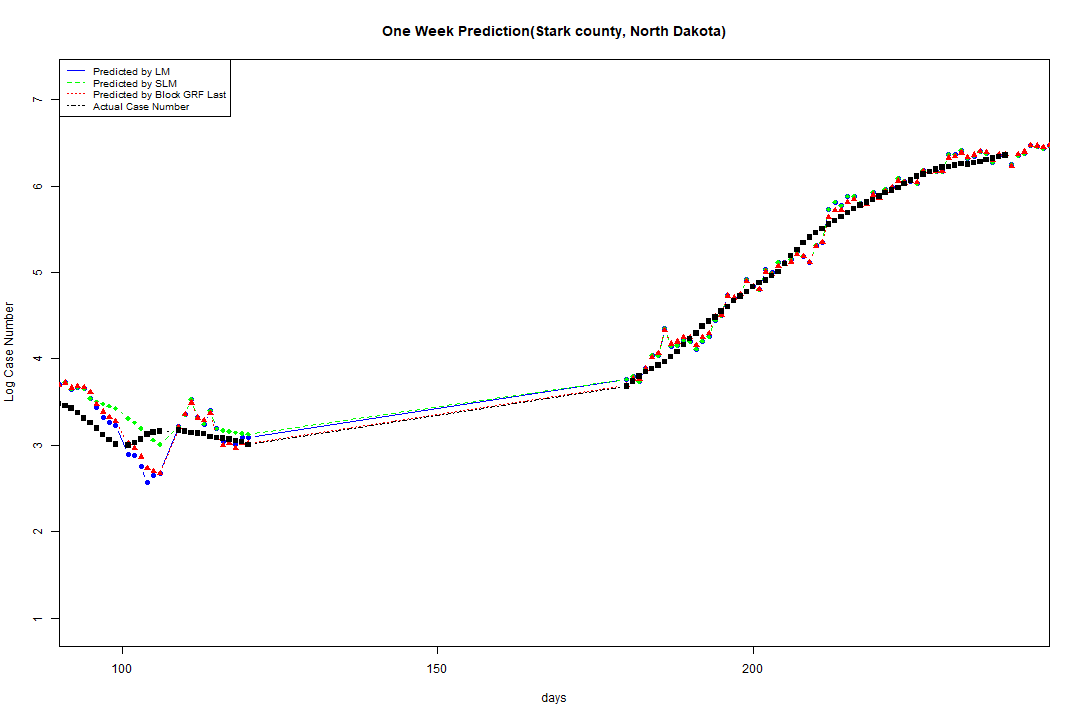 One Week Prediction(Stark county, North Dakota)
Predicted by LM
Predicted by SLM
Predicted by Block GRF Last
Actual Case Number
7
6
5
4
3
2
1
Log Case Number
100 150 200
days